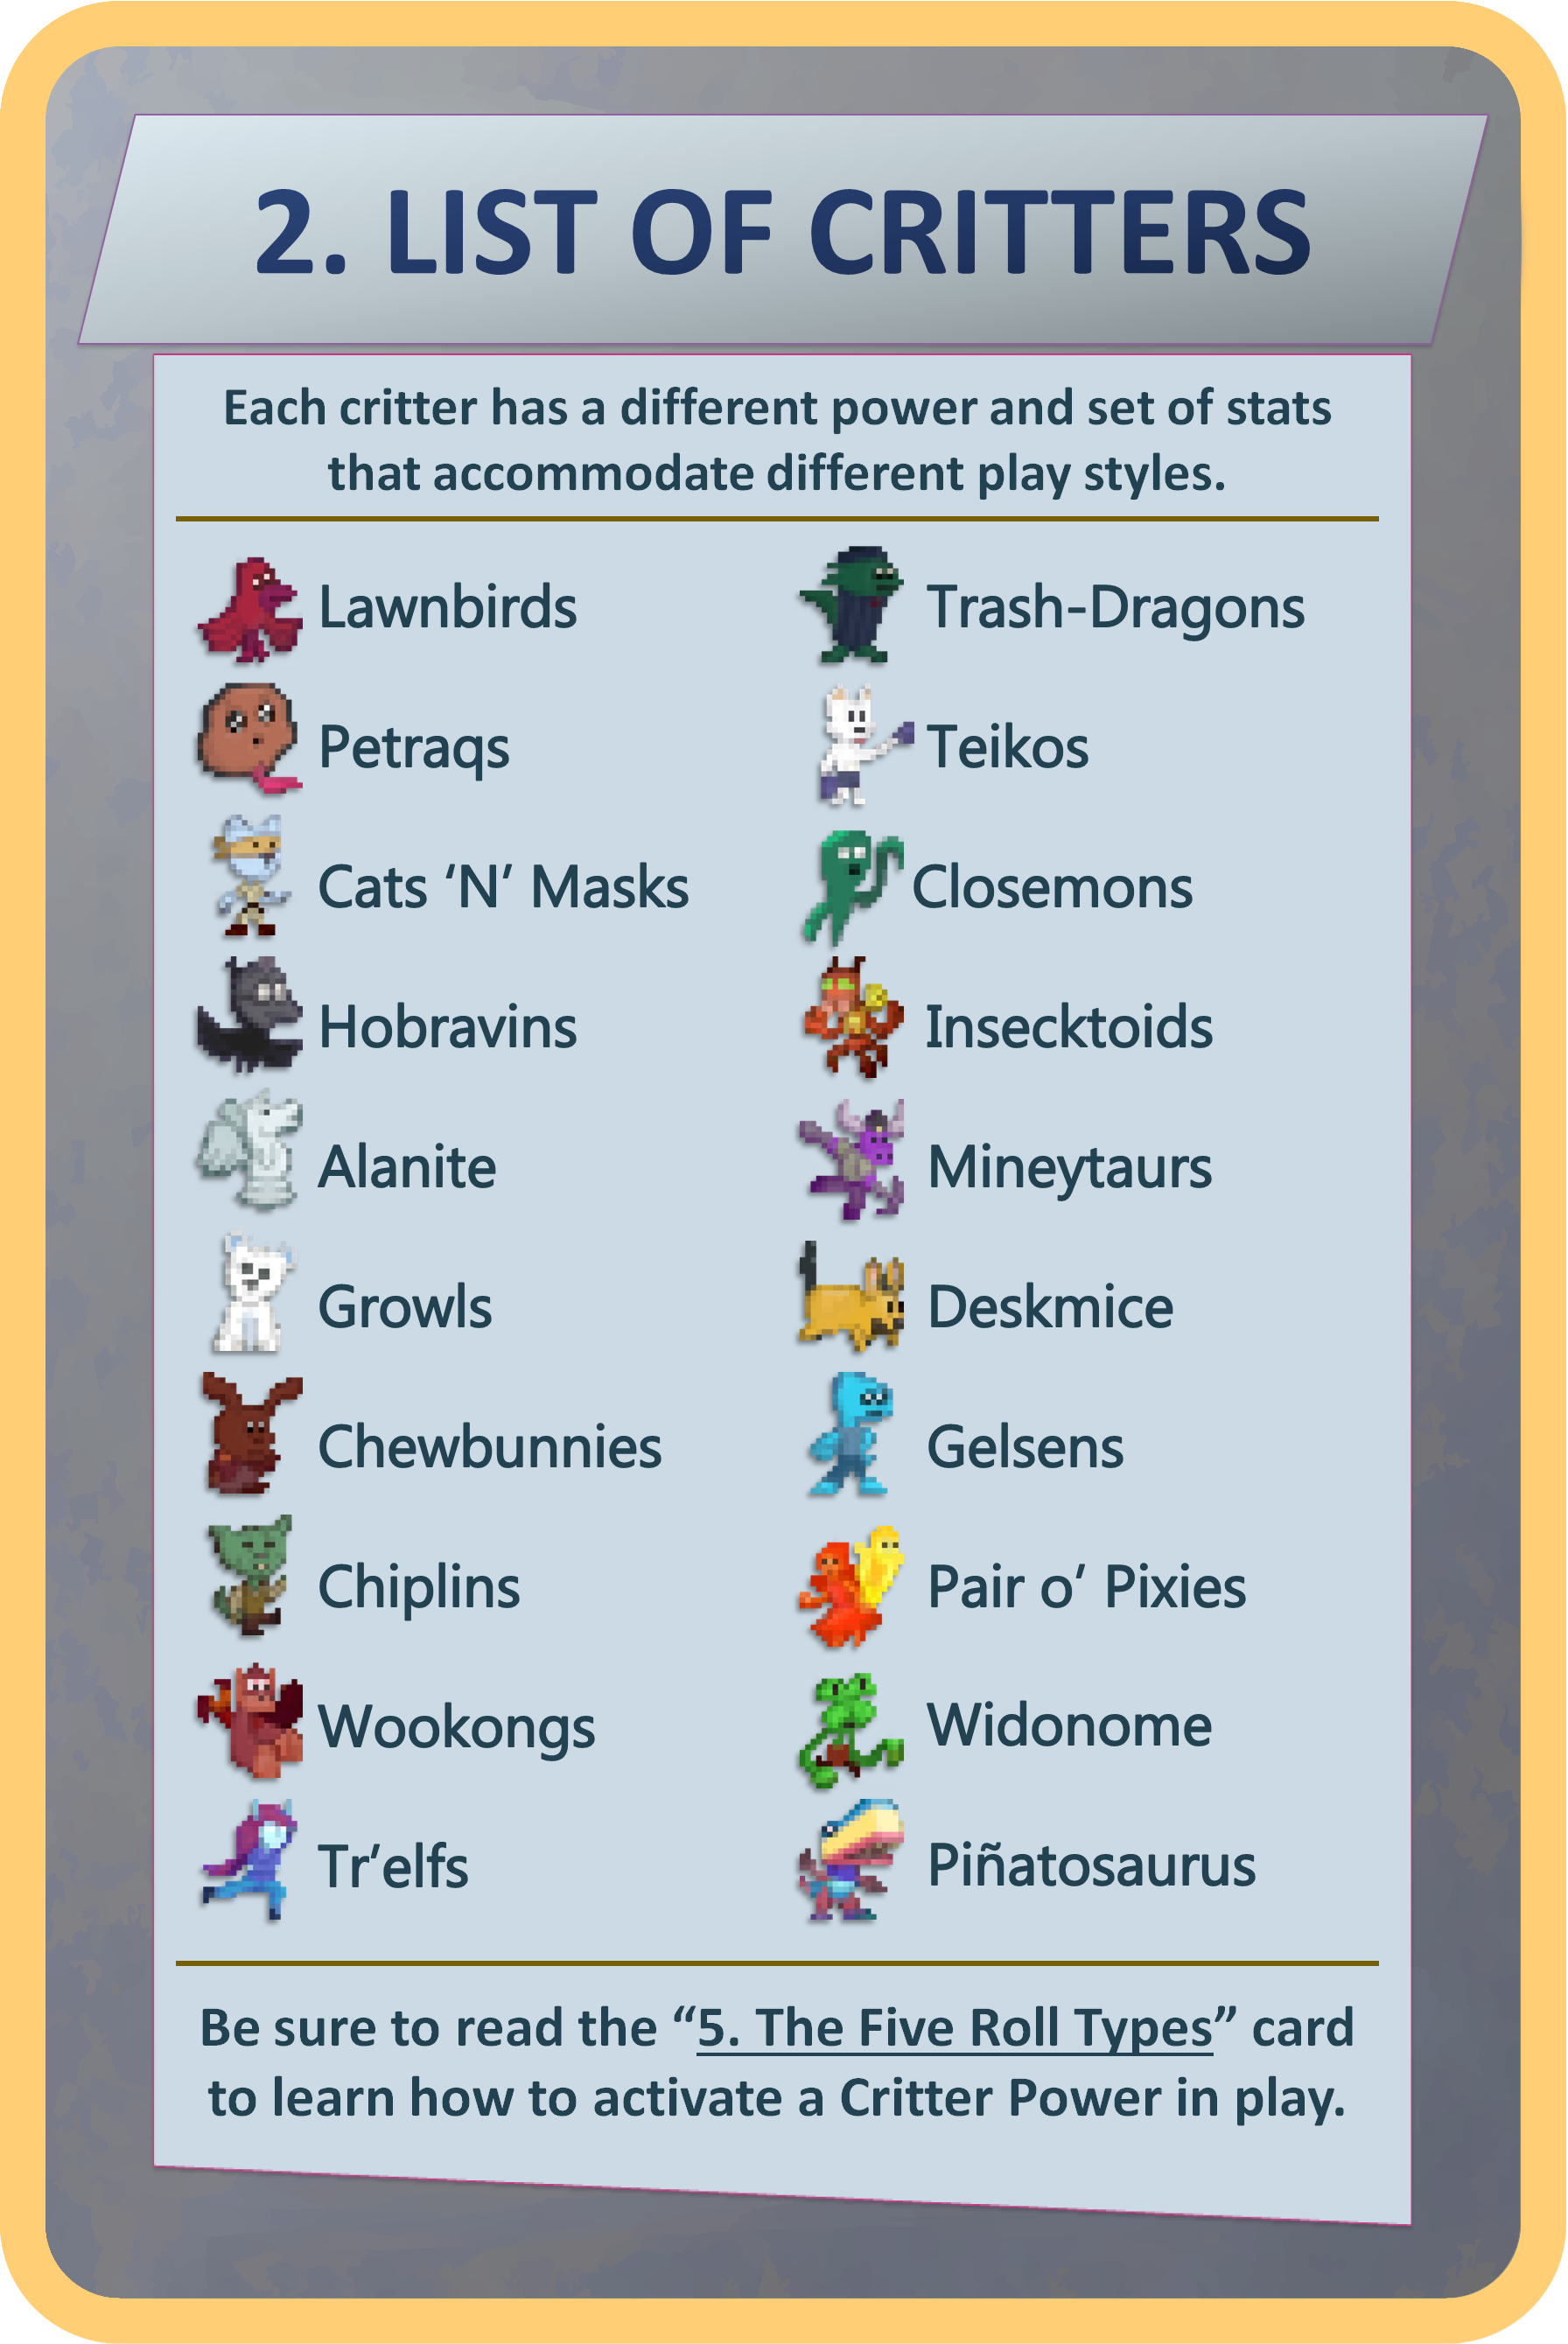 2. LIST OF CRITTERS
Each critter has a different power and set of stats
that accommodate different play styles.
Lawnbirds
Petraqs
Cats ‘N’ Masks
Hobravins
Alanite
Growls
Chewbunnies
Chiplins
Wookongs
Tr’elfs
Trash-Dragons
Teikos
Closemons
Insecktoids
Mineytaurs
Deskmice
Gelsens
Pair o’ Pixies
Widonome
Piñatosaurus
Be sure to read the “5. The Five Roll Types” card
to learn how to activate a Critter Power in play.